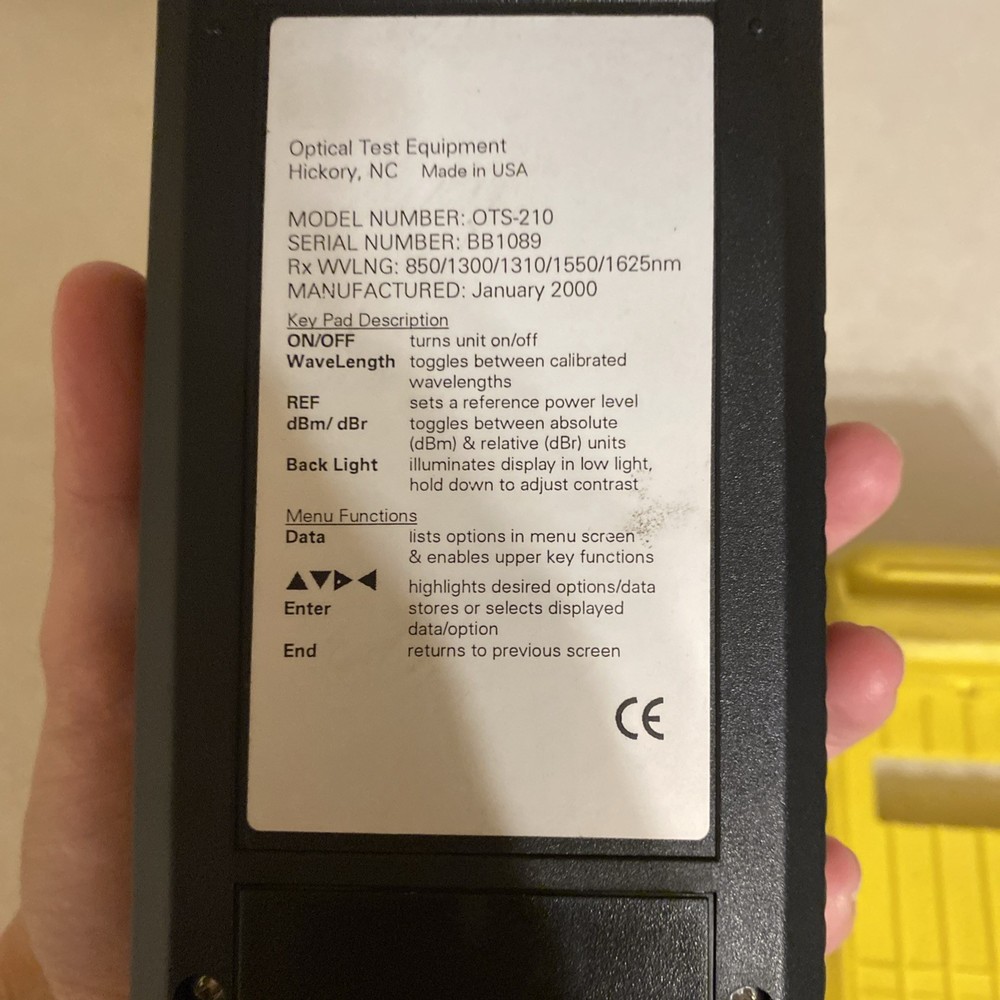 Optical Test Equipment
Hickory, NC Made in USA
MODEL NUMBER: OTS-210
SERIAL NUMBER: BB1089
Rx WVLNG: 850/1300/1310/1550/1625nm
MANUFACTURED: January 2000
Key Pad Description
ON/OFF turns unit on/off
WaveLength toggles between calibrated
wavelengths
REF sets a reference power level
dBm/ dBr toggles between absolute
(dBm) & relative (dBr) units
Back Light illuminates display in low light,
hold down to adjust contrast
Menu Functions
Data lists options in menu screen
& enables upper key functions
▲▼▶◀ highlights desired options/data
Enter stores or selects displayed
data/option
End returns to previous screen
CE